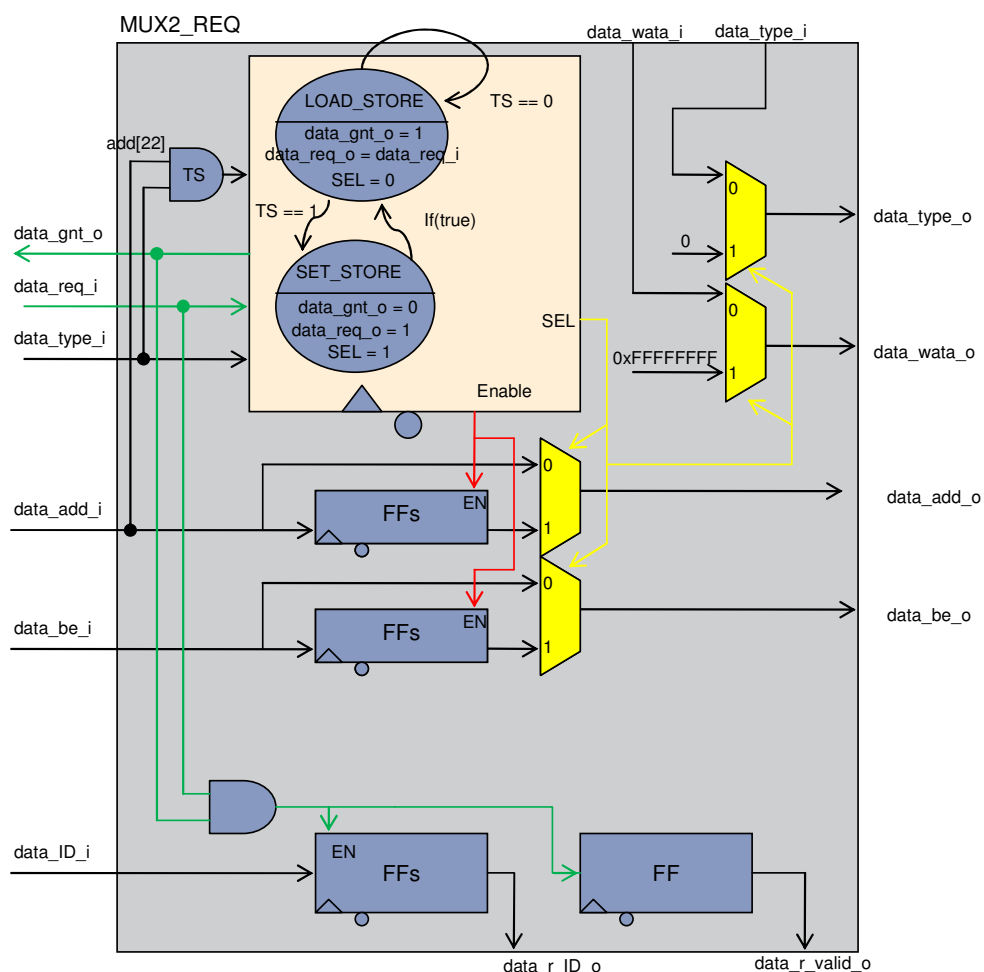 MUX2_REQ
data_wata_i
data_type_i
LOAD_STORE
TS == 0
data_gnt_o = 1
data_req_o = data_req_i
SEL = 0
add[22]
TS
TS == 1
If(true)
0
1
0
data_type_o
data_gnt_o
SET_STORE
data_req_i
data_gnt_o = 0
data_req_o = 1
SEL = 1
SEL
0
data_type_i
0xFFFFFFFF
1
data_wata_o
Enable
0
EN
FFs
1
data_add_i
data_add_o
0
EN
FFs
1
data_be_i
data_be_o
data_ID_i
EN
FFs
FF
data_r_ID_o
data_r_valid_o